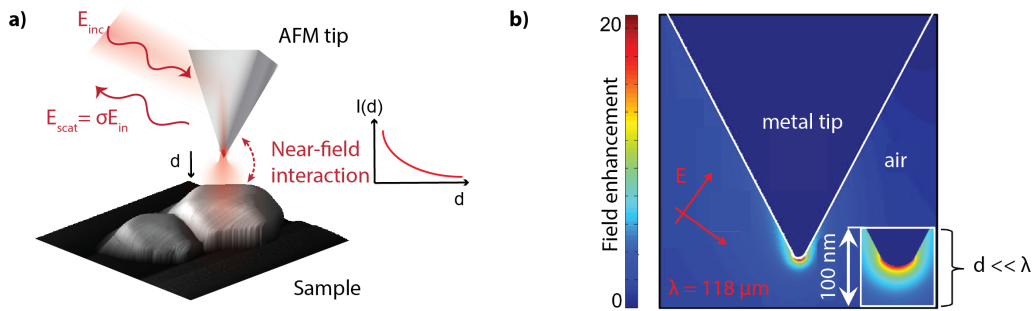 a)
E_inc
AFM tip
E_scat = σE_in
I(d)
d
Near-field
interaction
d
Sample
b)
20
Field enhancement
0
metal tip
air
E
λ = 118 μm
100 nm
d << λ